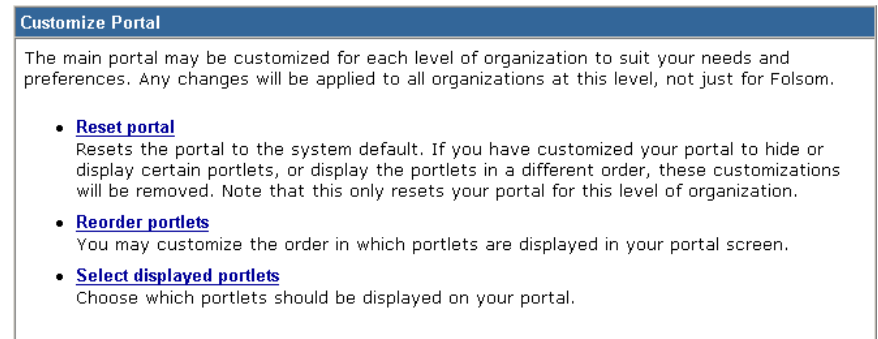 Customize Portal
The main portal may be customized for each level of organization to suit your needs and
preferences. Any changes will be applied to all organizations at this level, not just for Folsom.
• Reset portal
Resets the portal to the system default. If you have customized your portal to hide or
display certain portlets, or display the portlets in a different order, these customizations
will be removed. Note that this only resets your portal for this level of organization.
• Reorder portlets
You may customize the order in which portlets are displayed in your portal screen.
• Select displayed portlets
Choose which portlets should be displayed on your portal.